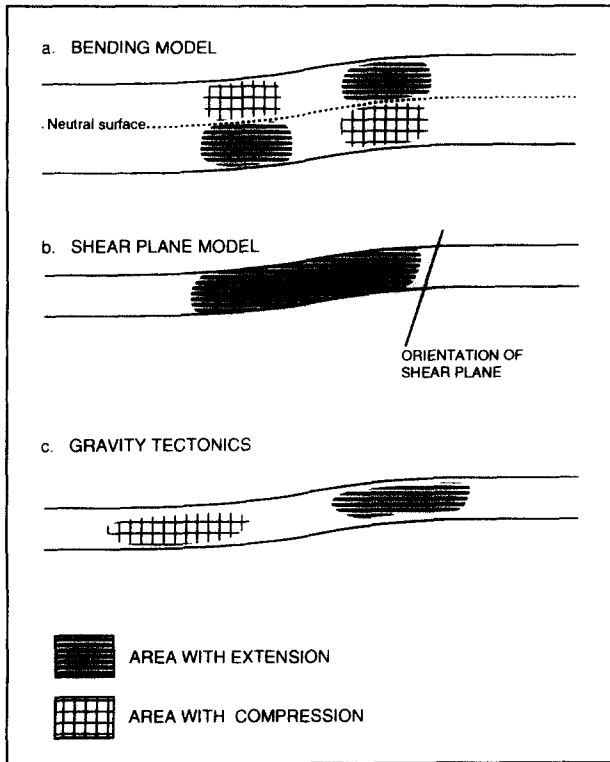 a. BENDING MODEL
Neutral surface
b. SHEAR PLANE MODEL
ORIENTATION OF
SHEAR PLANE
c. GRAVITY TECTONICS
AREA WITH EXTENSION
AREA WITH COMPRESSION